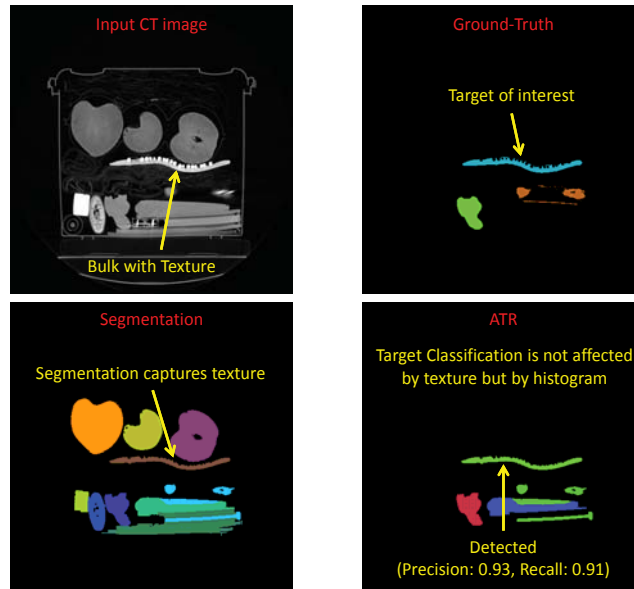 Input CT image
Bulk with Texture
Ground-Truth
Target of interest
Segmentation
Segmentation captures texture
ATR
Target Classification is not affected
by texture but by histogram
Detected
(Precision: 0.93, Recall: 0.91)